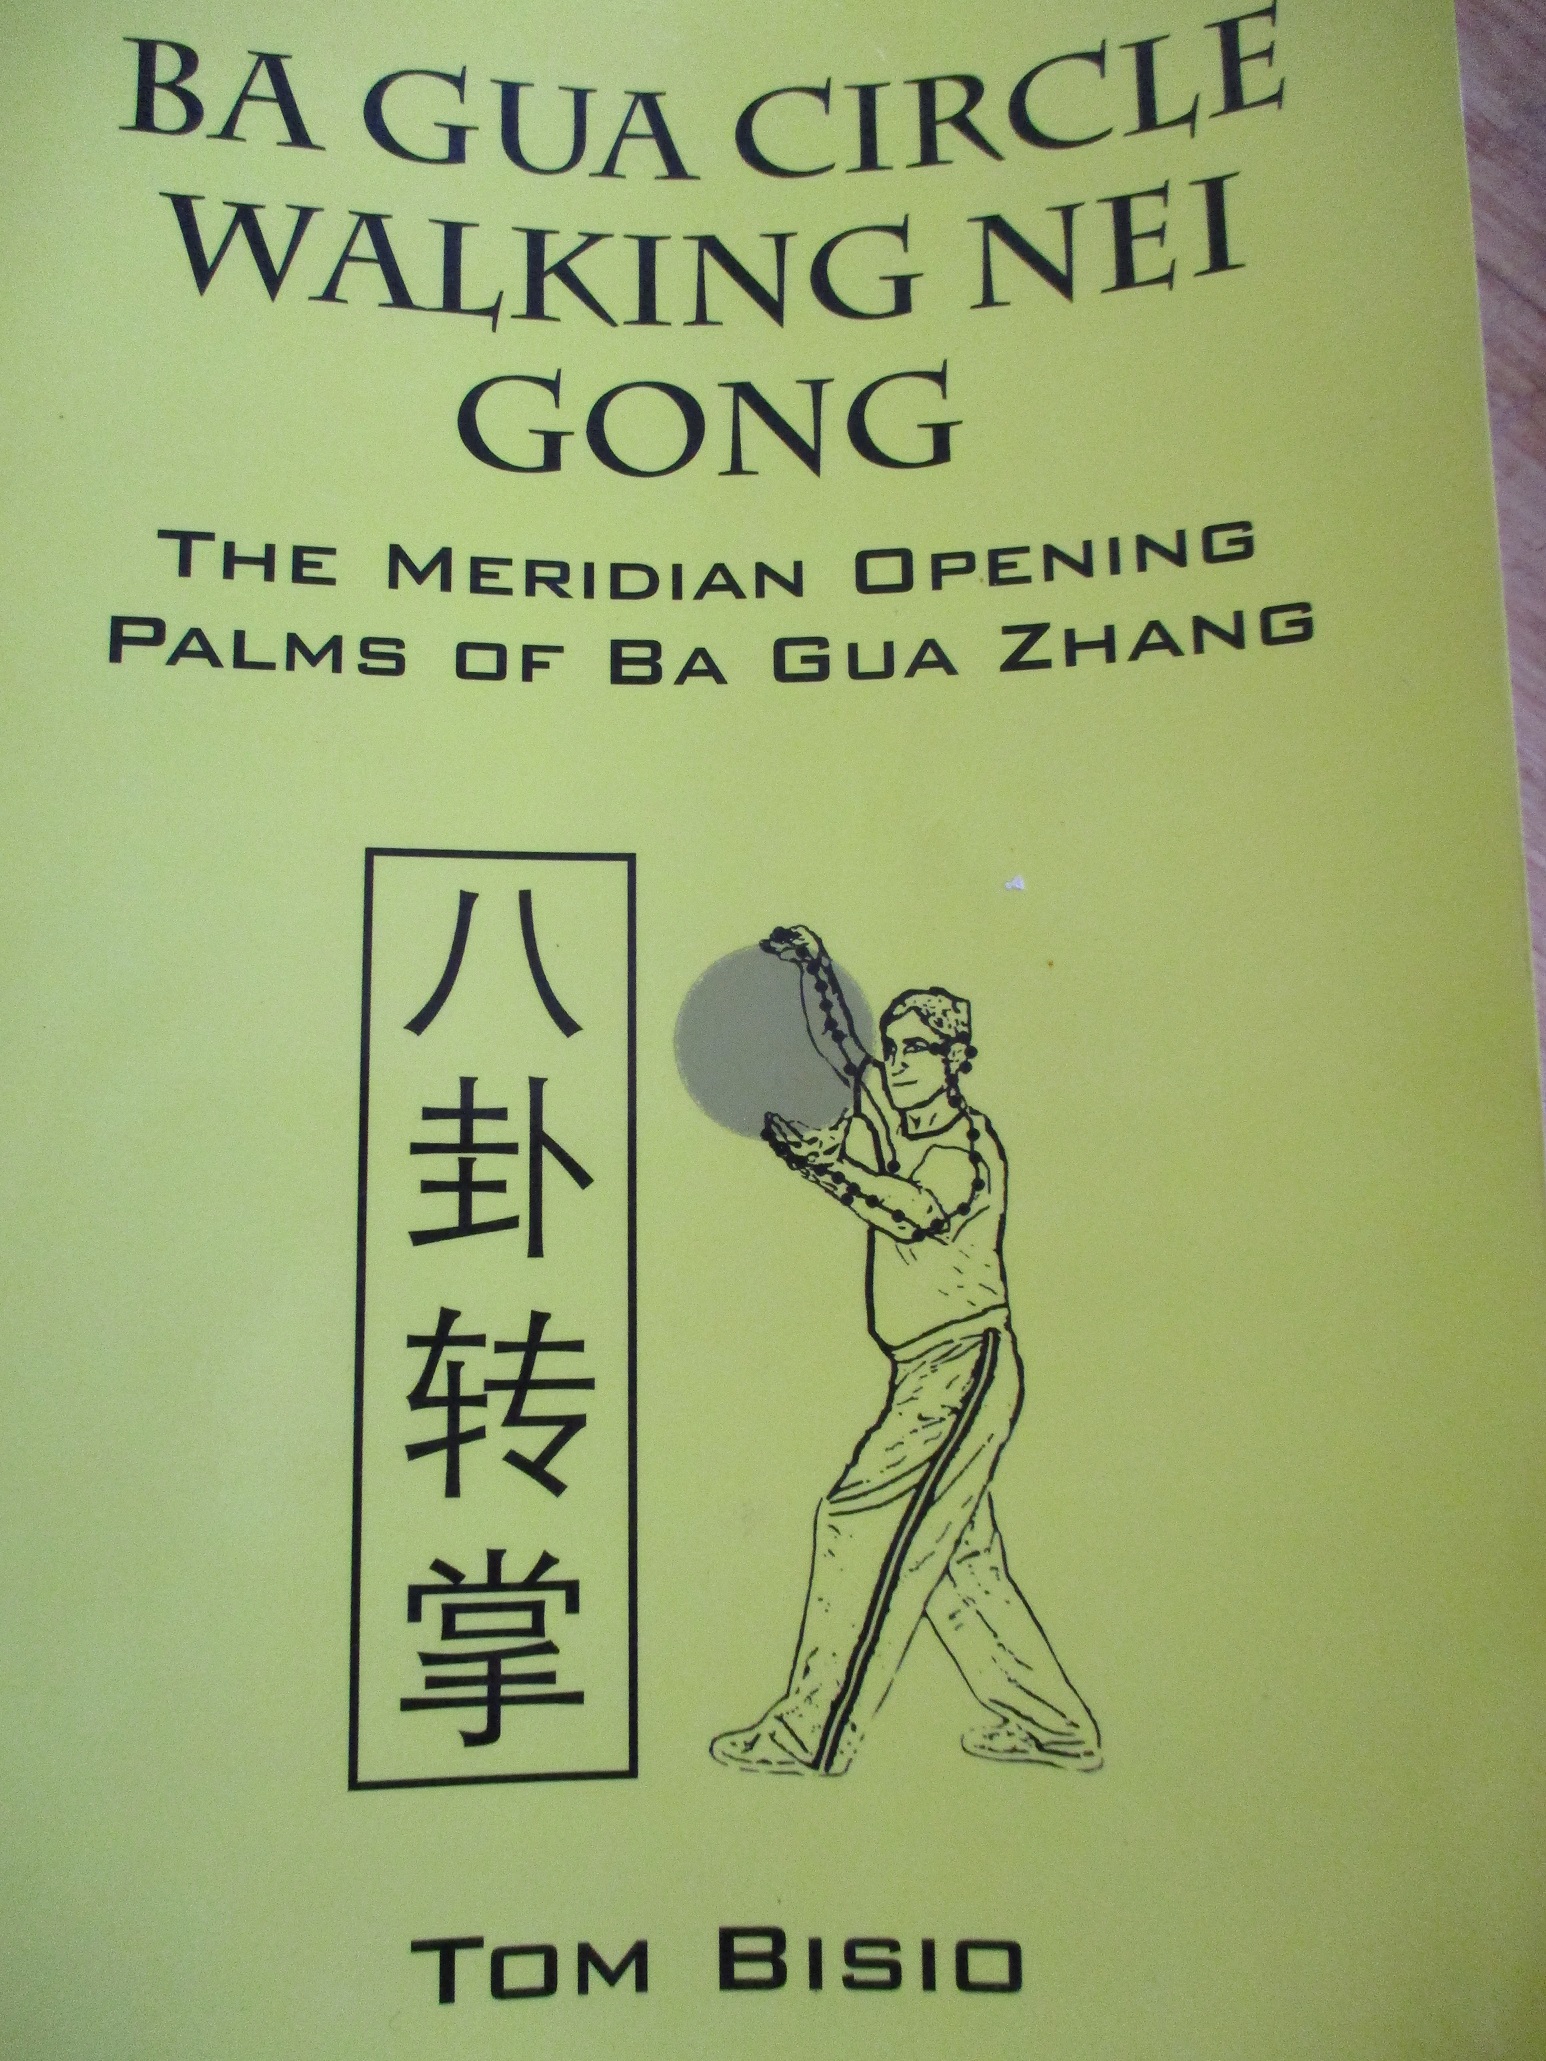 BA GUA CIRCLE
WALKING NEI
GONG
THE MERIDIAN OPENING
PALMS OF BA GUA ZHANG
八卦转掌
TOM BISIO